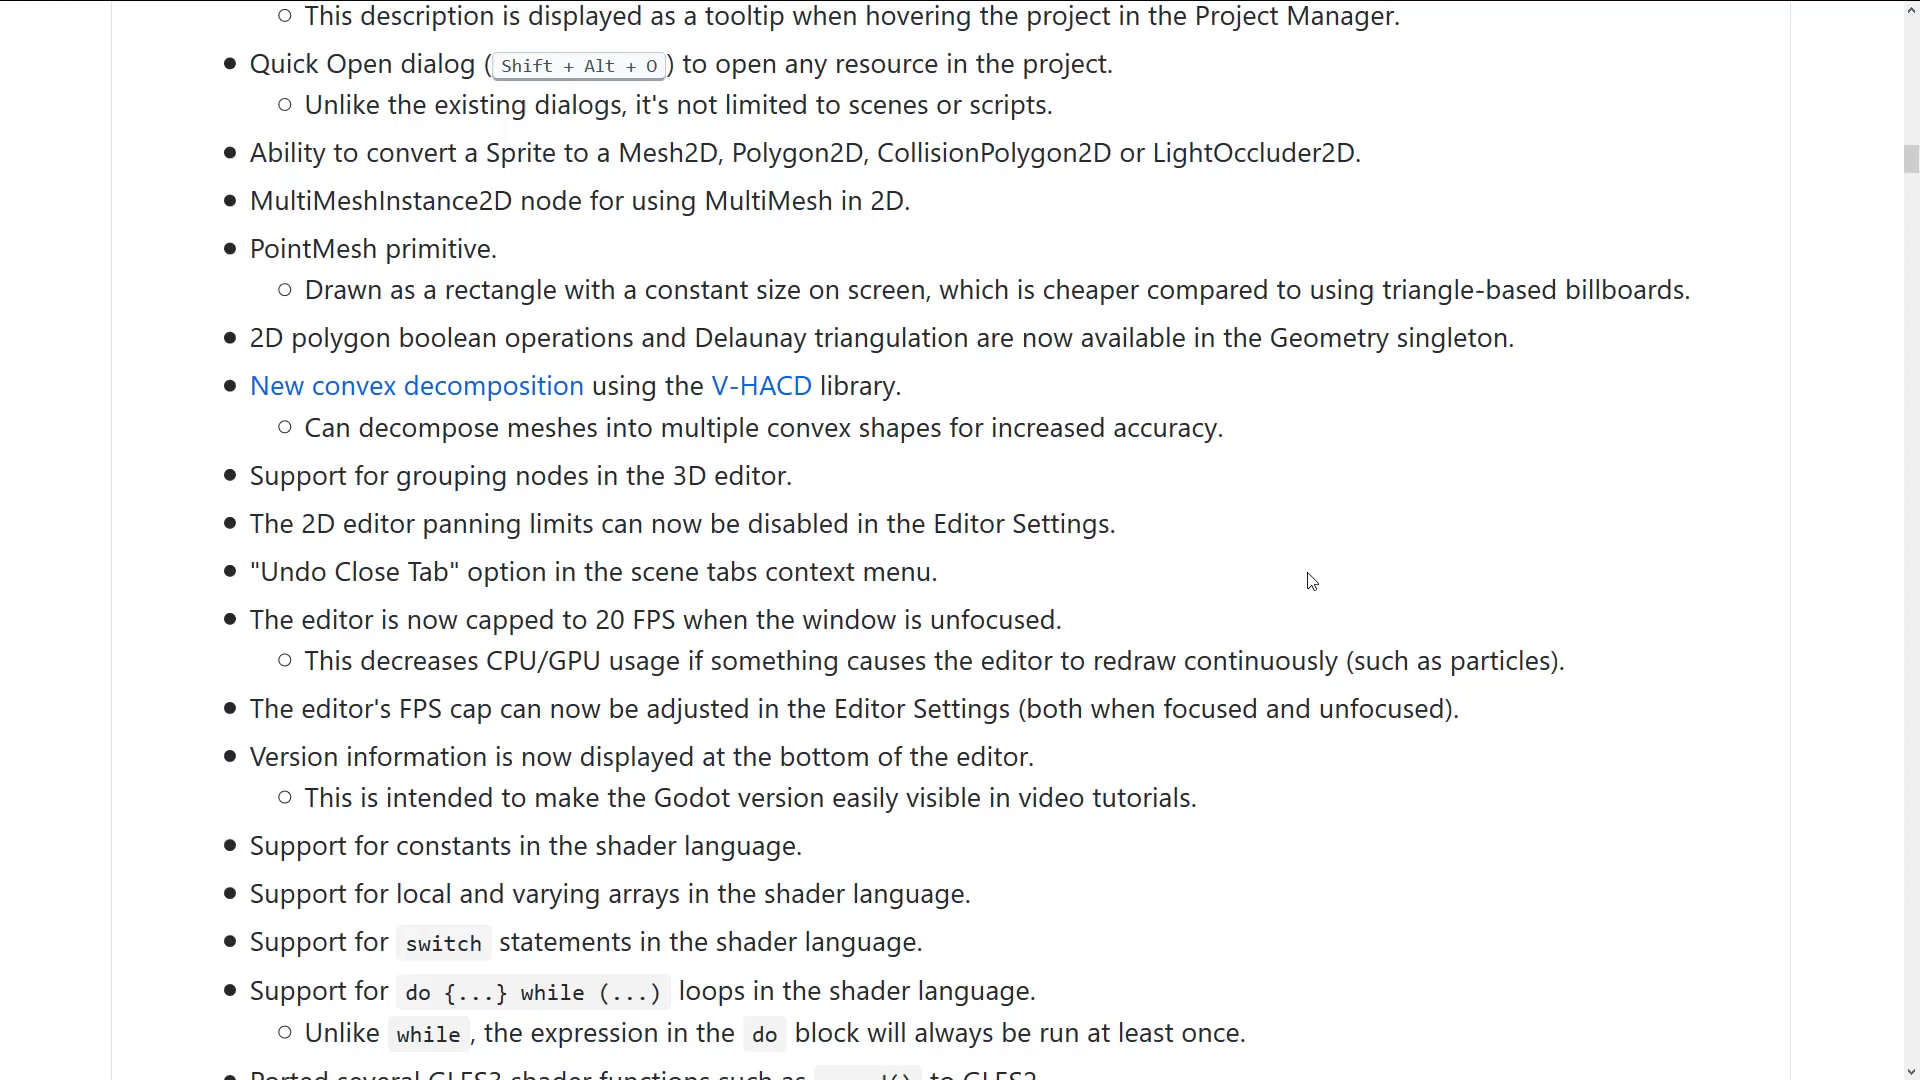 This description is displayed as a tooltip when hovering the project in the Project Manager.
Quick Open dialog (Shift + Alt + O) to open any resource in the project.
Unlike the existing dialogs, it's not limited to scenes or scripts.
Ability to convert a Sprite to a Mesh2D, Polygon2D, CollisionPolygon2D or LightOccluder2D.
MultiMeshInstance2D node for using MultiMesh in 2D.
PointMesh primitive.
Drawn as a rectangle with a constant size on screen, which is cheaper compared to using triangle-based billboards.
2D polygon boolean operations and Delaunay triangulation are now available in the Geometry singleton.
New convex decomposition using the V-HACD library.
Can decompose meshes into multiple convex shapes for increased accuracy.
Support for grouping nodes in the 3D editor.
The 2D editor panning limits can now be disabled in the Editor Settings.
"Undo Close Tab" option in the scene tabs context menu.
The editor is now capped to 20 FPS when the window is unfocused.
This decreases CPU/GPU usage if something causes the editor to redraw continuously (such as particles).
The editor's FPS cap can now be adjusted in the Editor Settings (both when focused and unfocused).
Version information is now displayed at the bottom of the editor.
This is intended to make the Godot version easily visible in video tutorials.
Support for constants in the shader language.
Support for local and varying arrays in the shader language.
Support for switch statements in the shader language.
Support for do {...} while (...) loops in the shader language.
Unlike while, the expression in the do block will always be run at least once.
Ported several GLES3 shader functions such as to GLES2